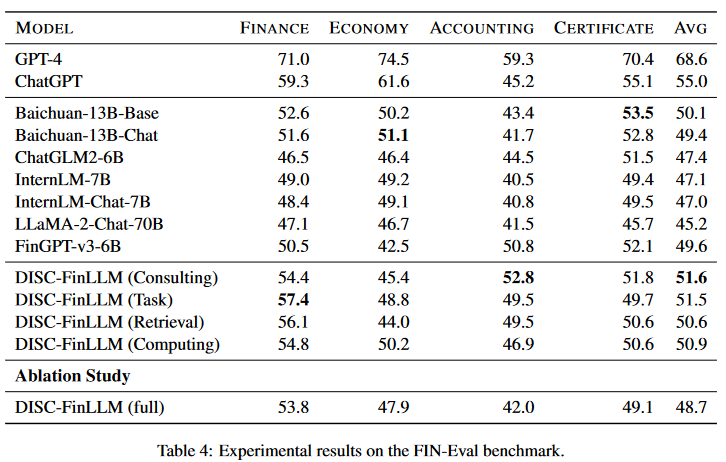 MODEL FINANCE ECONOMY ACCOUNTING CERTIFICATE AVG
GPT-4 71.0 74.5 59.3 70.4 68.6
ChatGPT 59.3 61.6 45.2 55.1 55.0
Baichuan-13B-Base 52.6 50.2 43.4 53.5 50.1
Baichuan-13B-Chat 51.6 51.1 41.7 52.8 49.4
ChatGLM2-6B 46.5 46.4 44.5 51.5 47.4
InternLM-7B 49.0 49.2 40.5 49.4 47.1
InternLM-Chat-7B 48.4 49.1 40.8 49.5 47.0
LLaMA-2-Chat-70B 47.1 46.7 41.5 45.7 45.2
FinGPT-v3-6B 50.5 42.5 50.8 52.1 49.6
DISC-FinLLM (Consulting) 54.4 45.4 52.8 51.8 51.6
DISC-FinLLM (Task) 57.4 48.8 49.5 49.7 51.5
DISC-FinLLM (Retrieval) 56.1 44.0 49.5 50.6 50.6
DISC-FinLLM (Computing) 54.8 50.2 46.9 50.6 50.9
Ablation Study
DISC-FinLLM (full) 53.8 47.9 42.0 49.1 48.7
Table 4: Experimental results on the FIN-Eval benchmark.